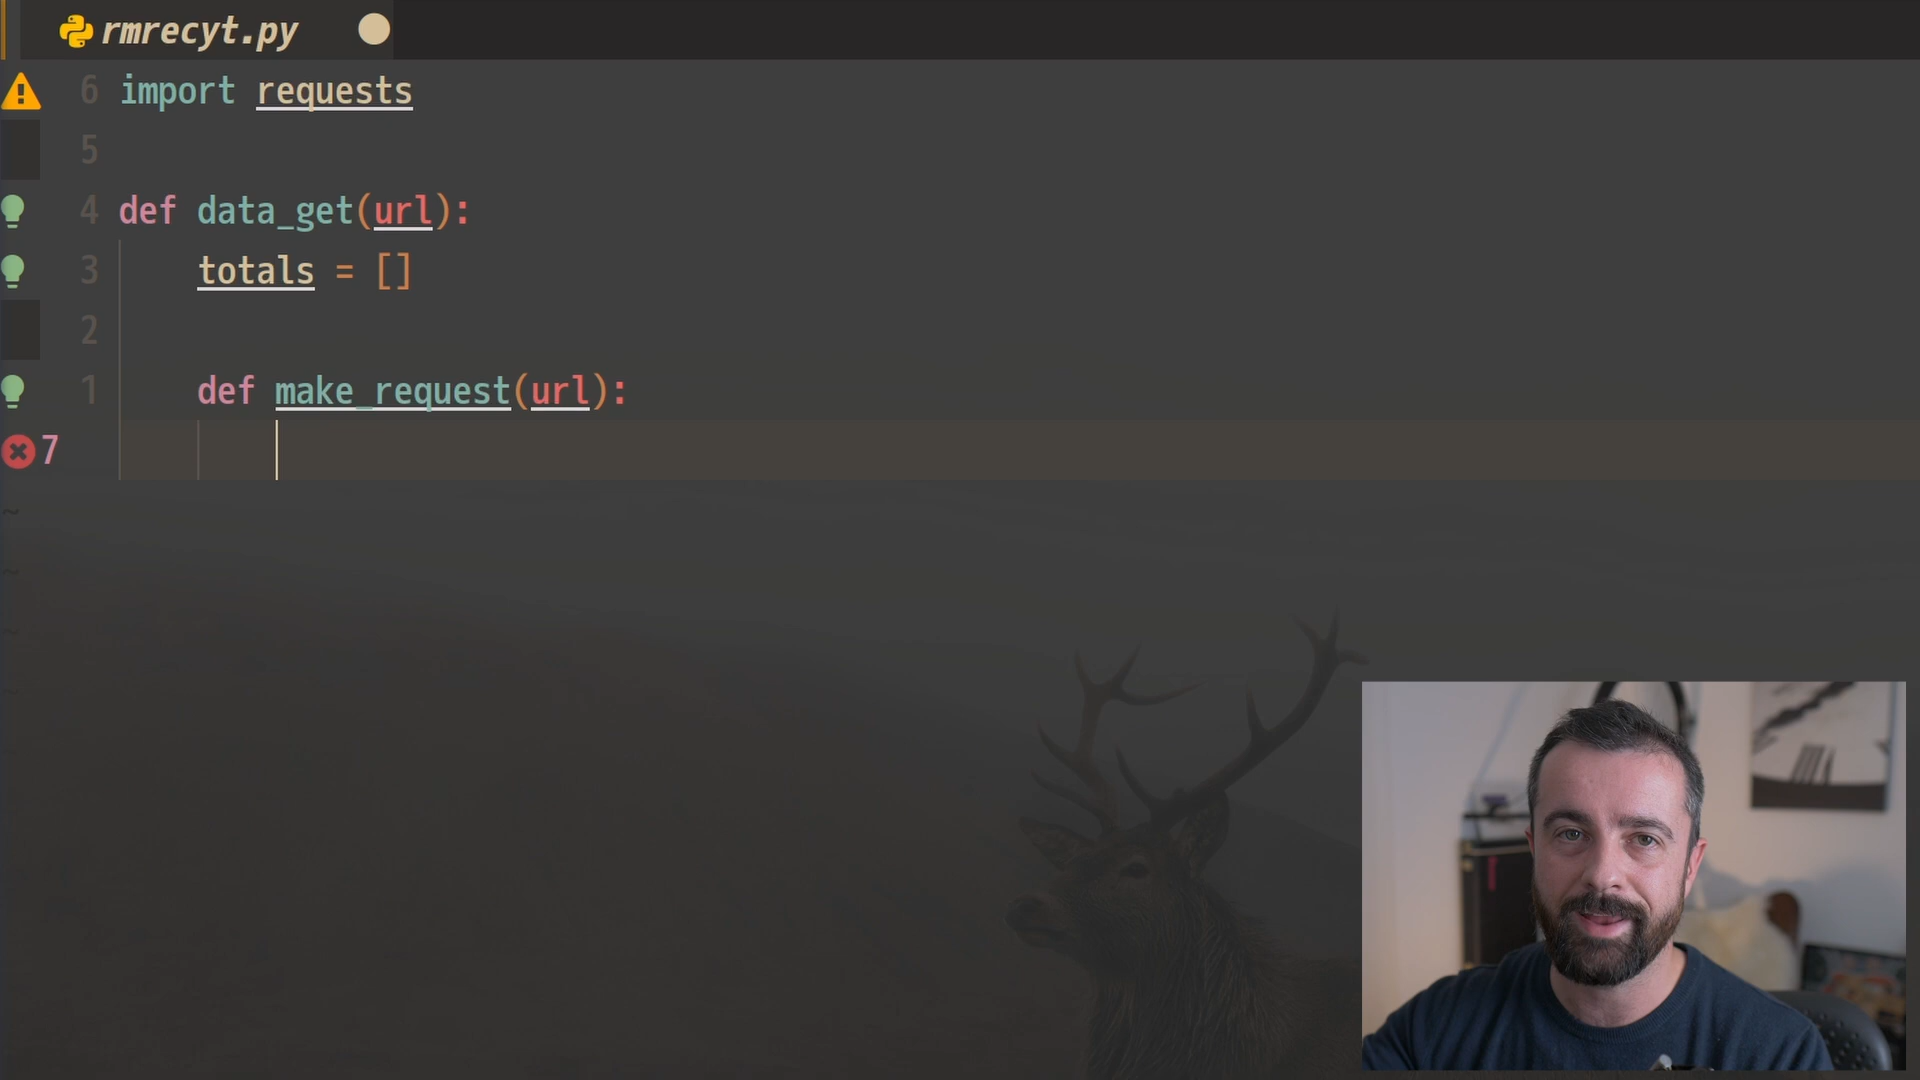 rmrecyt.py
6 import requests
5
4 def data_get(url):
3 totals = []
2
1 def make_request(url):
7
~
~
~
~